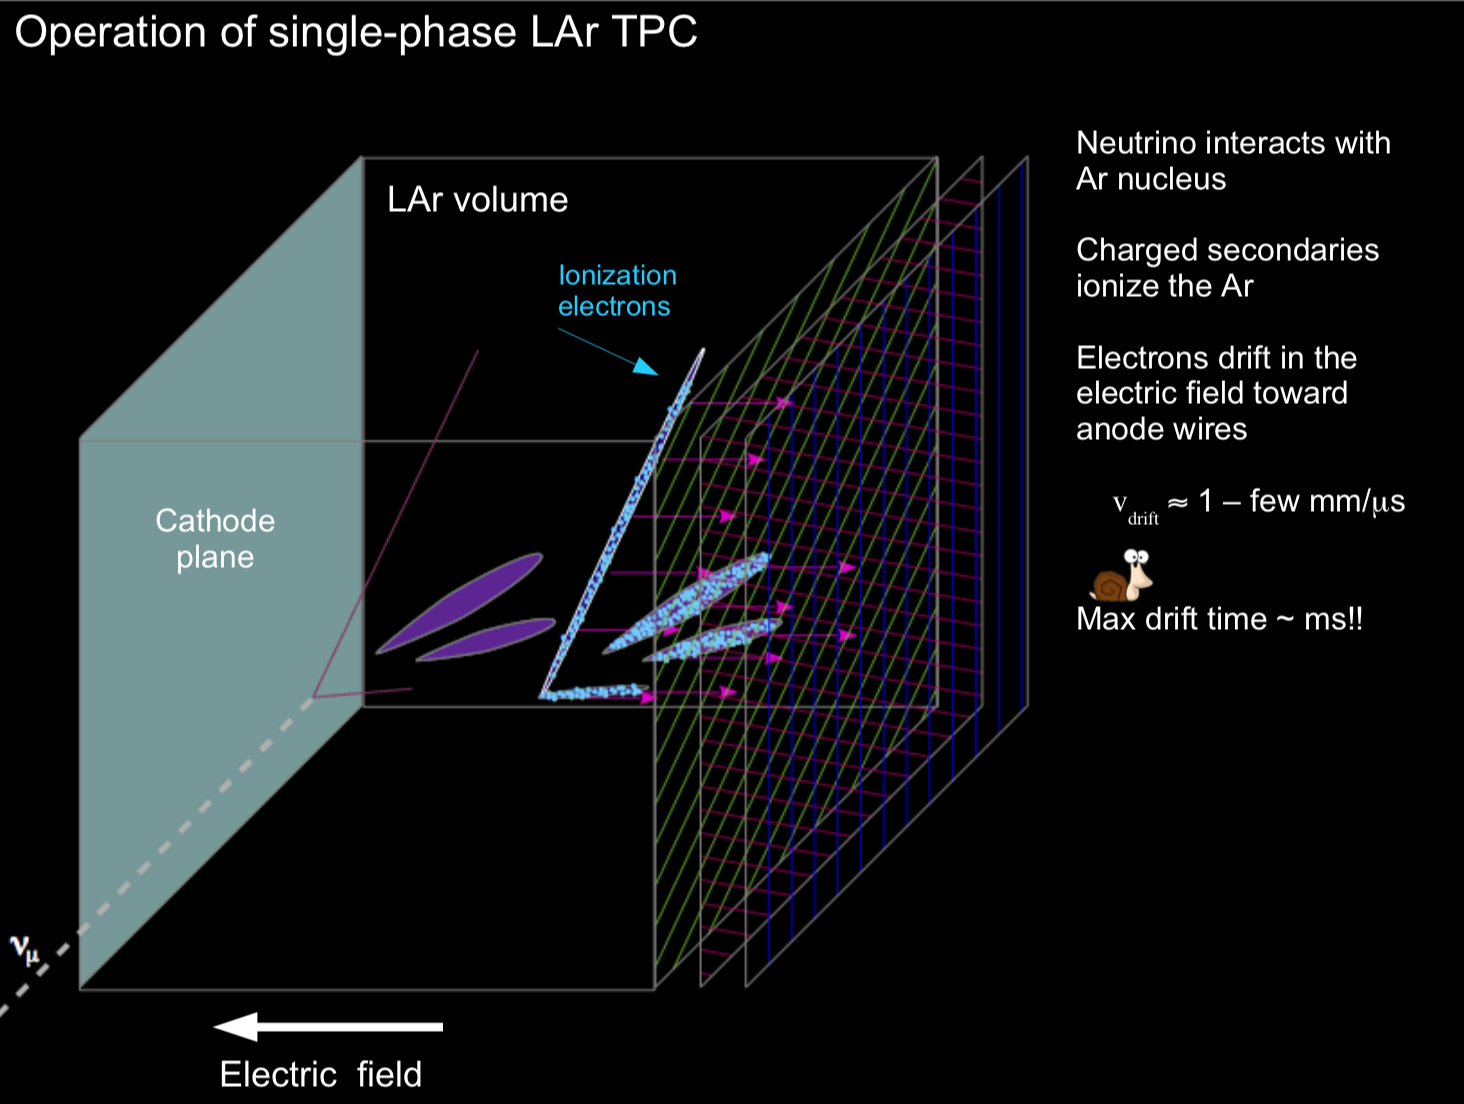 Operation of single-phase LAr TPC
LAr volume
Ionization
electrons
Cathode
plane
νμ
Electric field
Neutrino interacts with
Ar nucleus
Charged secondaries
ionize the Ar
Electrons drift in the
electric field toward
anode wires
vdrift ≈ 1 – few mm/μs
Max drift time ~ ms!!